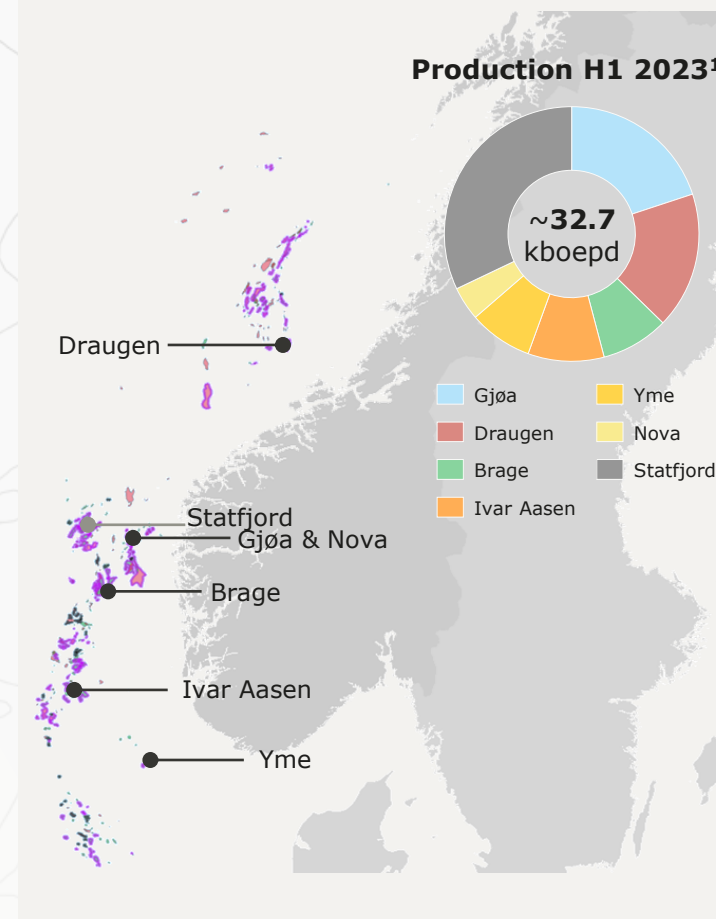 Production H1 2023¹
~32.7
kboepd
Draugen
Gjøa
Yme
Draugen
Nova
Brage
Statfjord
Ivar Aasen
Statfjord
Gjøa & Nova
Brage
Ivar Aasen
Yme